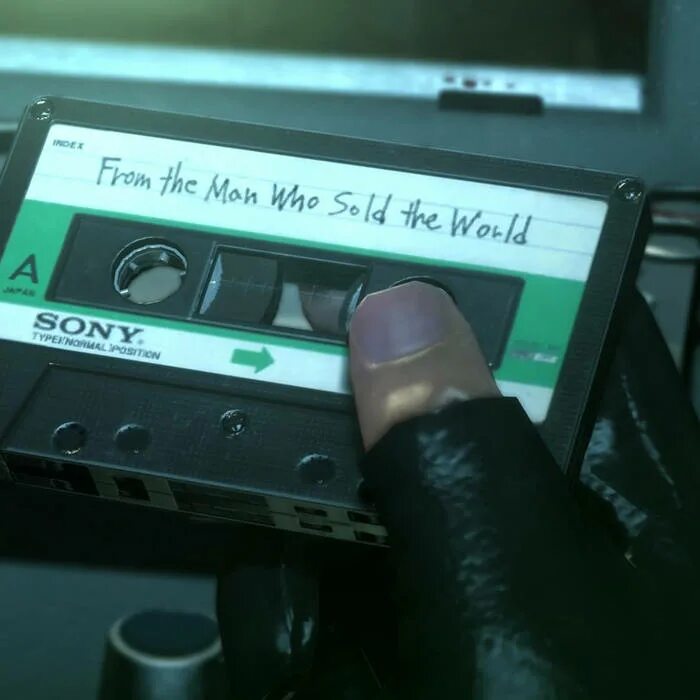 INDEX
From the Man Who Sold the World
A
JAPAN
SONY
TYPEI(NORMAL)POSITION